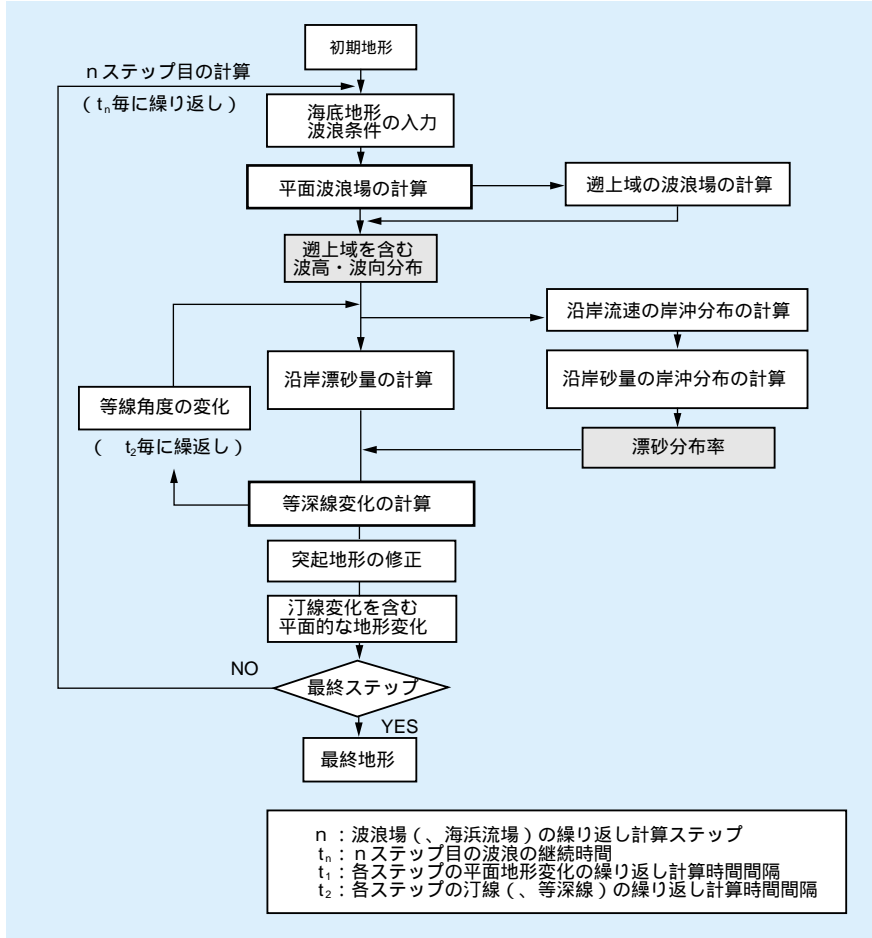 初期地形
nステップ目の計算
（tn毎に繰り返し）
海底地形
波浪条件
の入力
平面波浪場の計算
遡上域の波浪場の計算
遡上域を含む
波高・波向分布
沿岸流速の岸沖分布の計算
沿岸漂砂量の計算
沿岸砂量の岸沖分布の計算
等線角度の変化
（　t2毎に繰返し）
漂砂分布率
等深線変化の計算
突起地形の修正
汀線変化を含む
平面的な地形変化
NO
最終ステップ
YES
最終地形
n：波浪場（、海浜流場）の繰り返し計算ステップ
tn：nステップ目の波浪の継続時間
t1：各ステップの平面地形変化の繰り返し計算時間間隔
t2：各ステップの汀線（、等深線）の繰り返し計算時間間隔